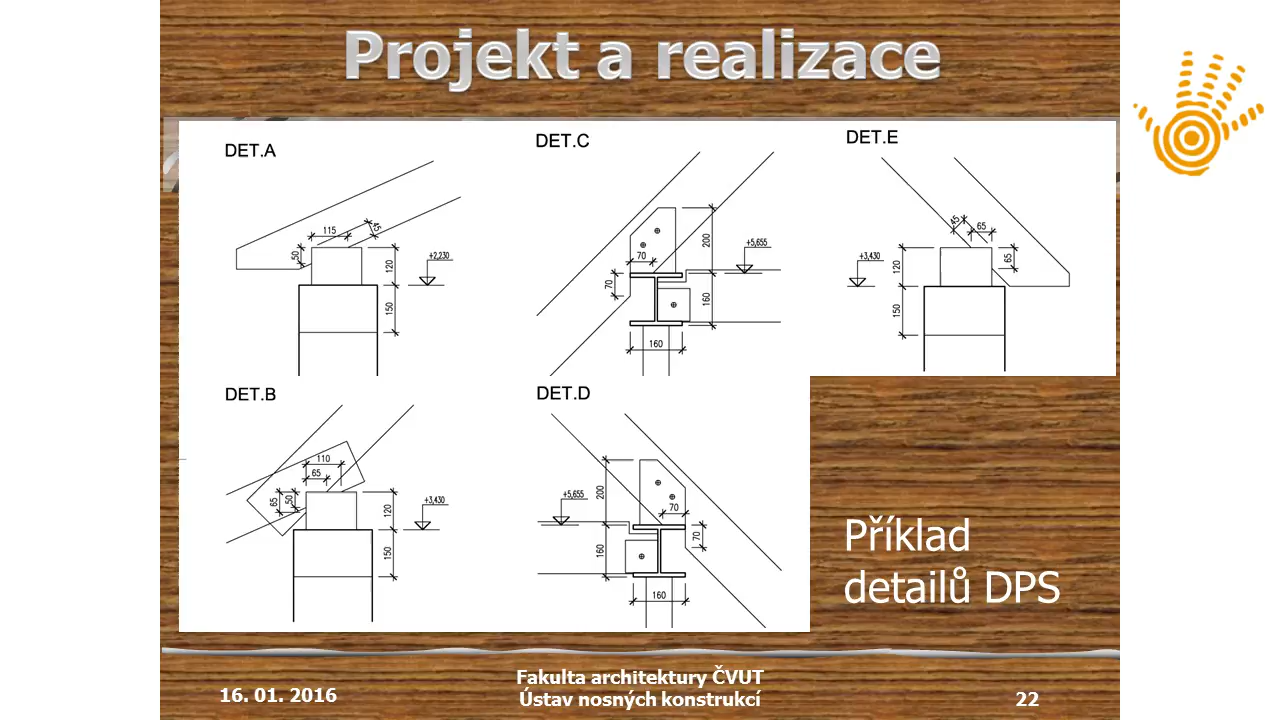 Projekt a realizace
DET.A
115
45
50
120
150
+2,230
DET.C
70
200
+5,655
70
160
160
DET.E
45
65
+3,430
120
65
150
DET.B
110
65
65
50
120
+3,430
150
DET.D
+5,655
200
70
70
160
160
Příklad
detailů DPS
16. 01. 2016
Fakulta architektury ČVUT
Ústav nosných konstrukcí
22